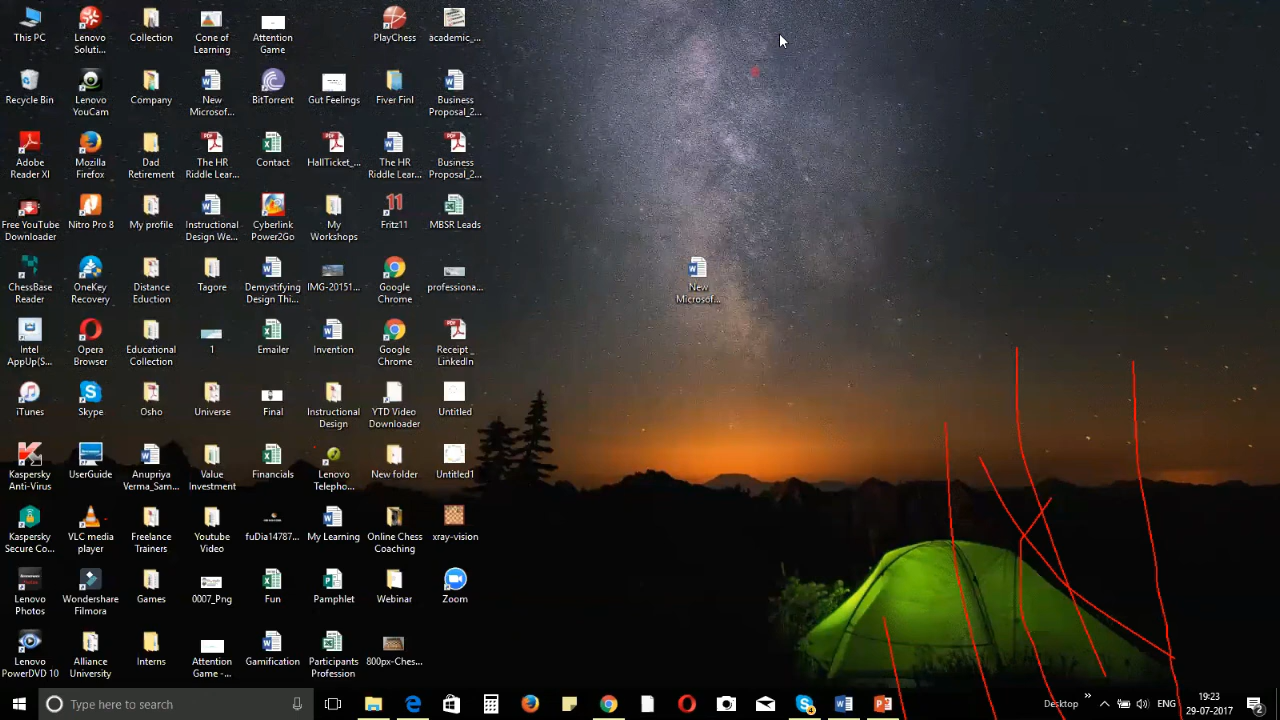 This PC
Lenovo
Soluti...
Collection
Cone of
Learning
Attention
Game
PlayChess
academic_...
Recycle Bin
Lenovo
YouCam
Company
New
Microsof...
BitTorrent
Gut Feelings
Fiver Finl
Business
Proposal_2...
Adobe
Reader XI
Mozilla
Firefox
Dad
Retirement
The HR
Riddle Lear...
Contact
HallTicket_...
The HR
Riddle Lear...
Business
Proposal_2...
Free YouTube
Downloader
Nitro Pro 8
My profile
Instructional
Design We...
Cyberlink
Power2Go
My
Workshops
11
Fritz11
MBSR Leads
ChessBase
Reader
OneKey
Recovery
Distance
Eduction
Tagore
Demystifying
Design Thi...
IMG-20151...
Google
Chrome
professiona...
New
Microsof...
Intel
AppUp(S...
Opera
Browser
Educational
Collection
1
Emailer
Invention
Google
Chrome
Receipt _
LinkedIn
iTunes
Skype
Osho
Universe
Final
Instructional
Design
YTD Video
Downloader
Untitled
Kaspersky
Anti-Virus
UserGuide
Anupriya
Verma_Sam...
Value
Investment
Financials
Lenovo
Telepho...
New folder
Untitled1
Kaspersky
Secure Co...
VLC media
player
Freelance
Trainers
Youtube
Video
fuDia14787...
My Learning
Online Chess
Coaching
xray-vision
Lenovo
Photos
Wondershare
Filmora
Games
0007_Png
Fun
Pamphlet
Webinar
Zoom
Lenovo
PowerDVD 10
Alliance
University
Interns
Attention
Game -...
Gamification
Participants
Profession
800px-Ches...
Type here to search
Desktop
ENG
19:23
29-07-2017